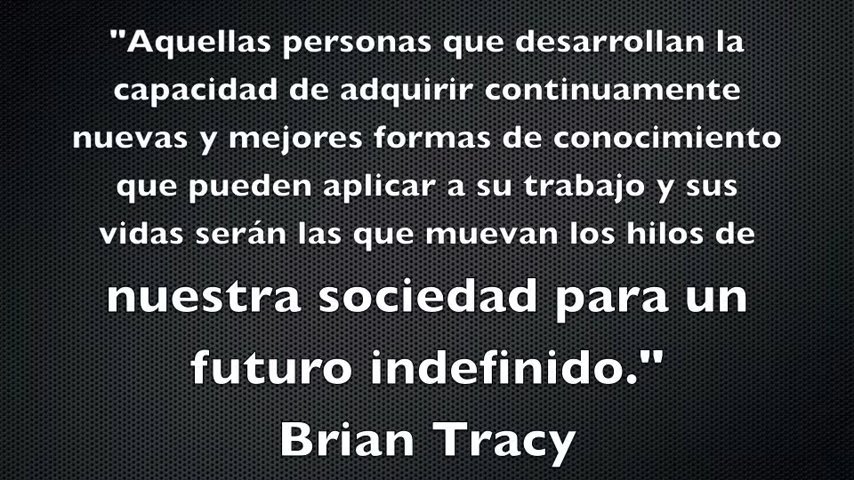 "Aquellas personas que desarrollan la
capacidad de adquirir continuamente
nuevas y mejores formas de conocimiento
que pueden aplicar a su trabajo y sus
vidas serán las que muevan los hilos de
nuestra sociedad para un
futuro indefinido."
Brian Tracy